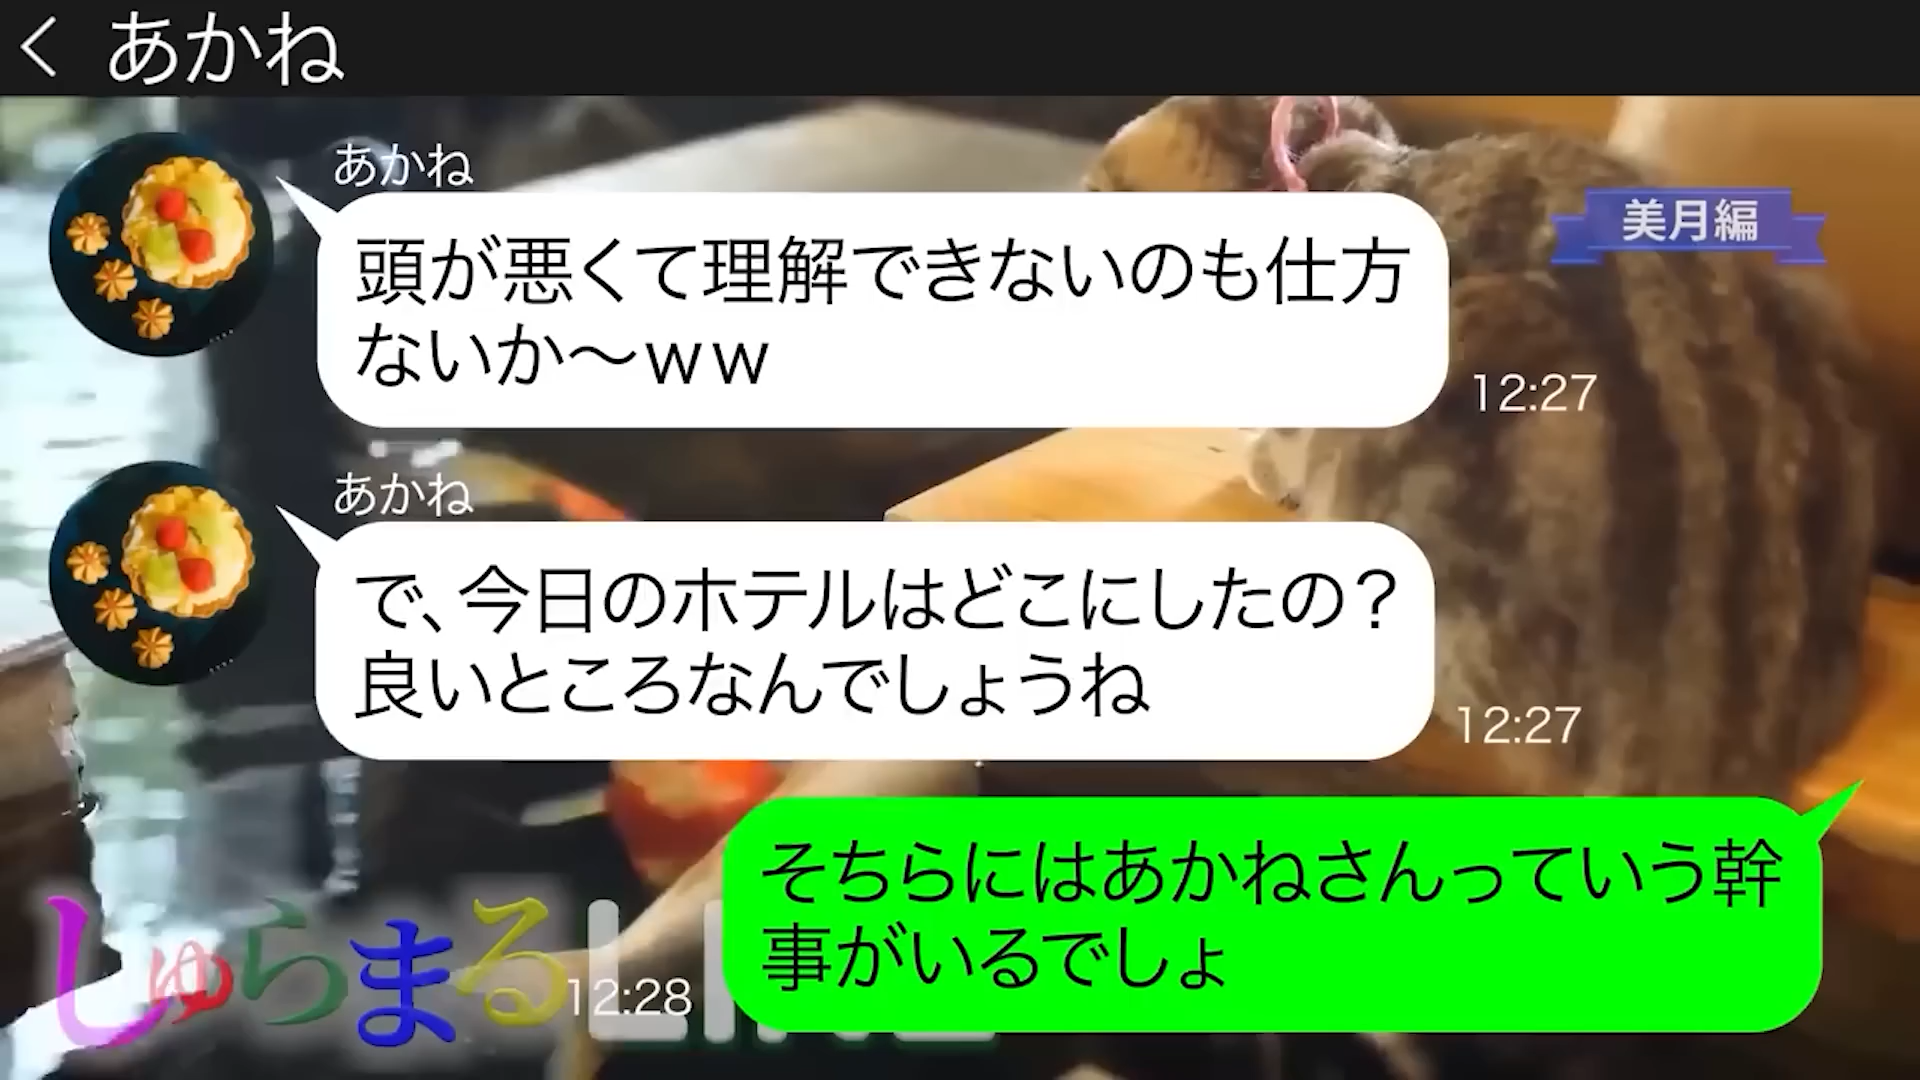 あかね
あかね
美月編
頭が悪くて理解できないのも仕方
ないか〜ww
12:27
あかね
で、今日のホテルはどこにしたの？
良いところなんでしょうね
12:27
そちらにはあかねさんっていう幹
事がいるでしょ
12:28
しゅらまるLINE